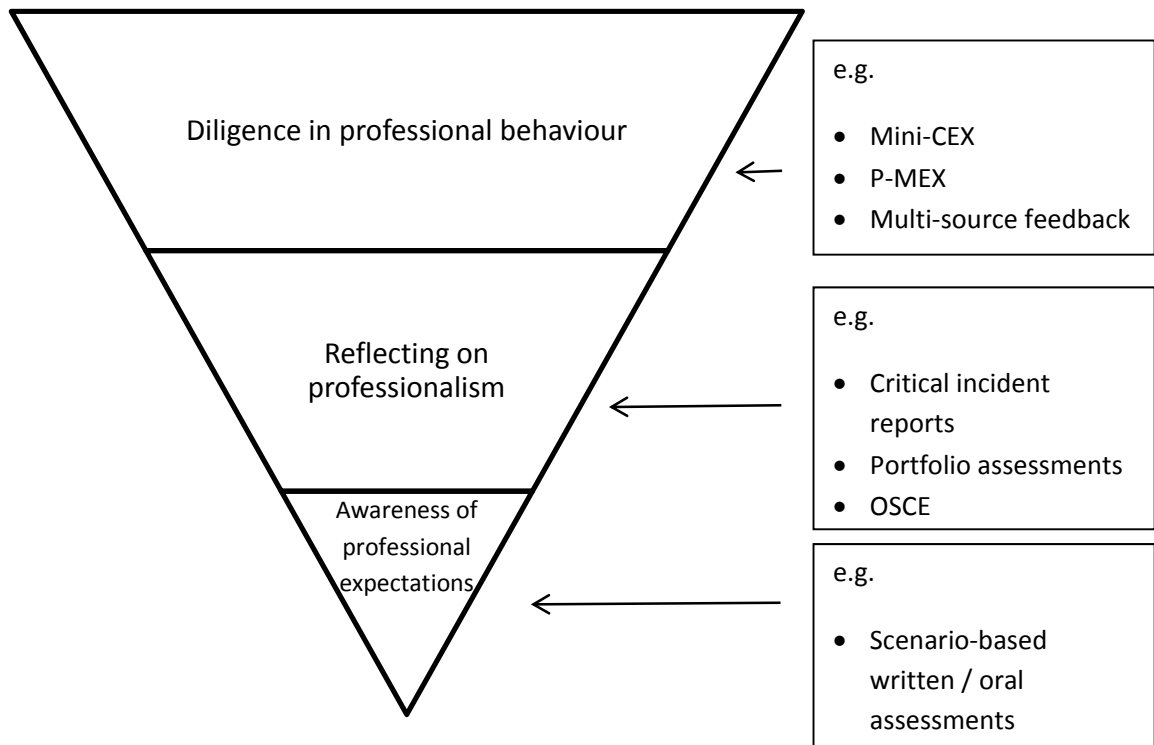 Diligence in professional behaviour
e.g.
• Mini-CEX
• P-MEX
• Multi-source feedback
Reflecting on
professionalism
e.g.
• Critical incident
reports
• Portfolio assessments
• OSCE
Awareness of
professional
expectations
e.g.
• Scenario-based
written / oral
assessments